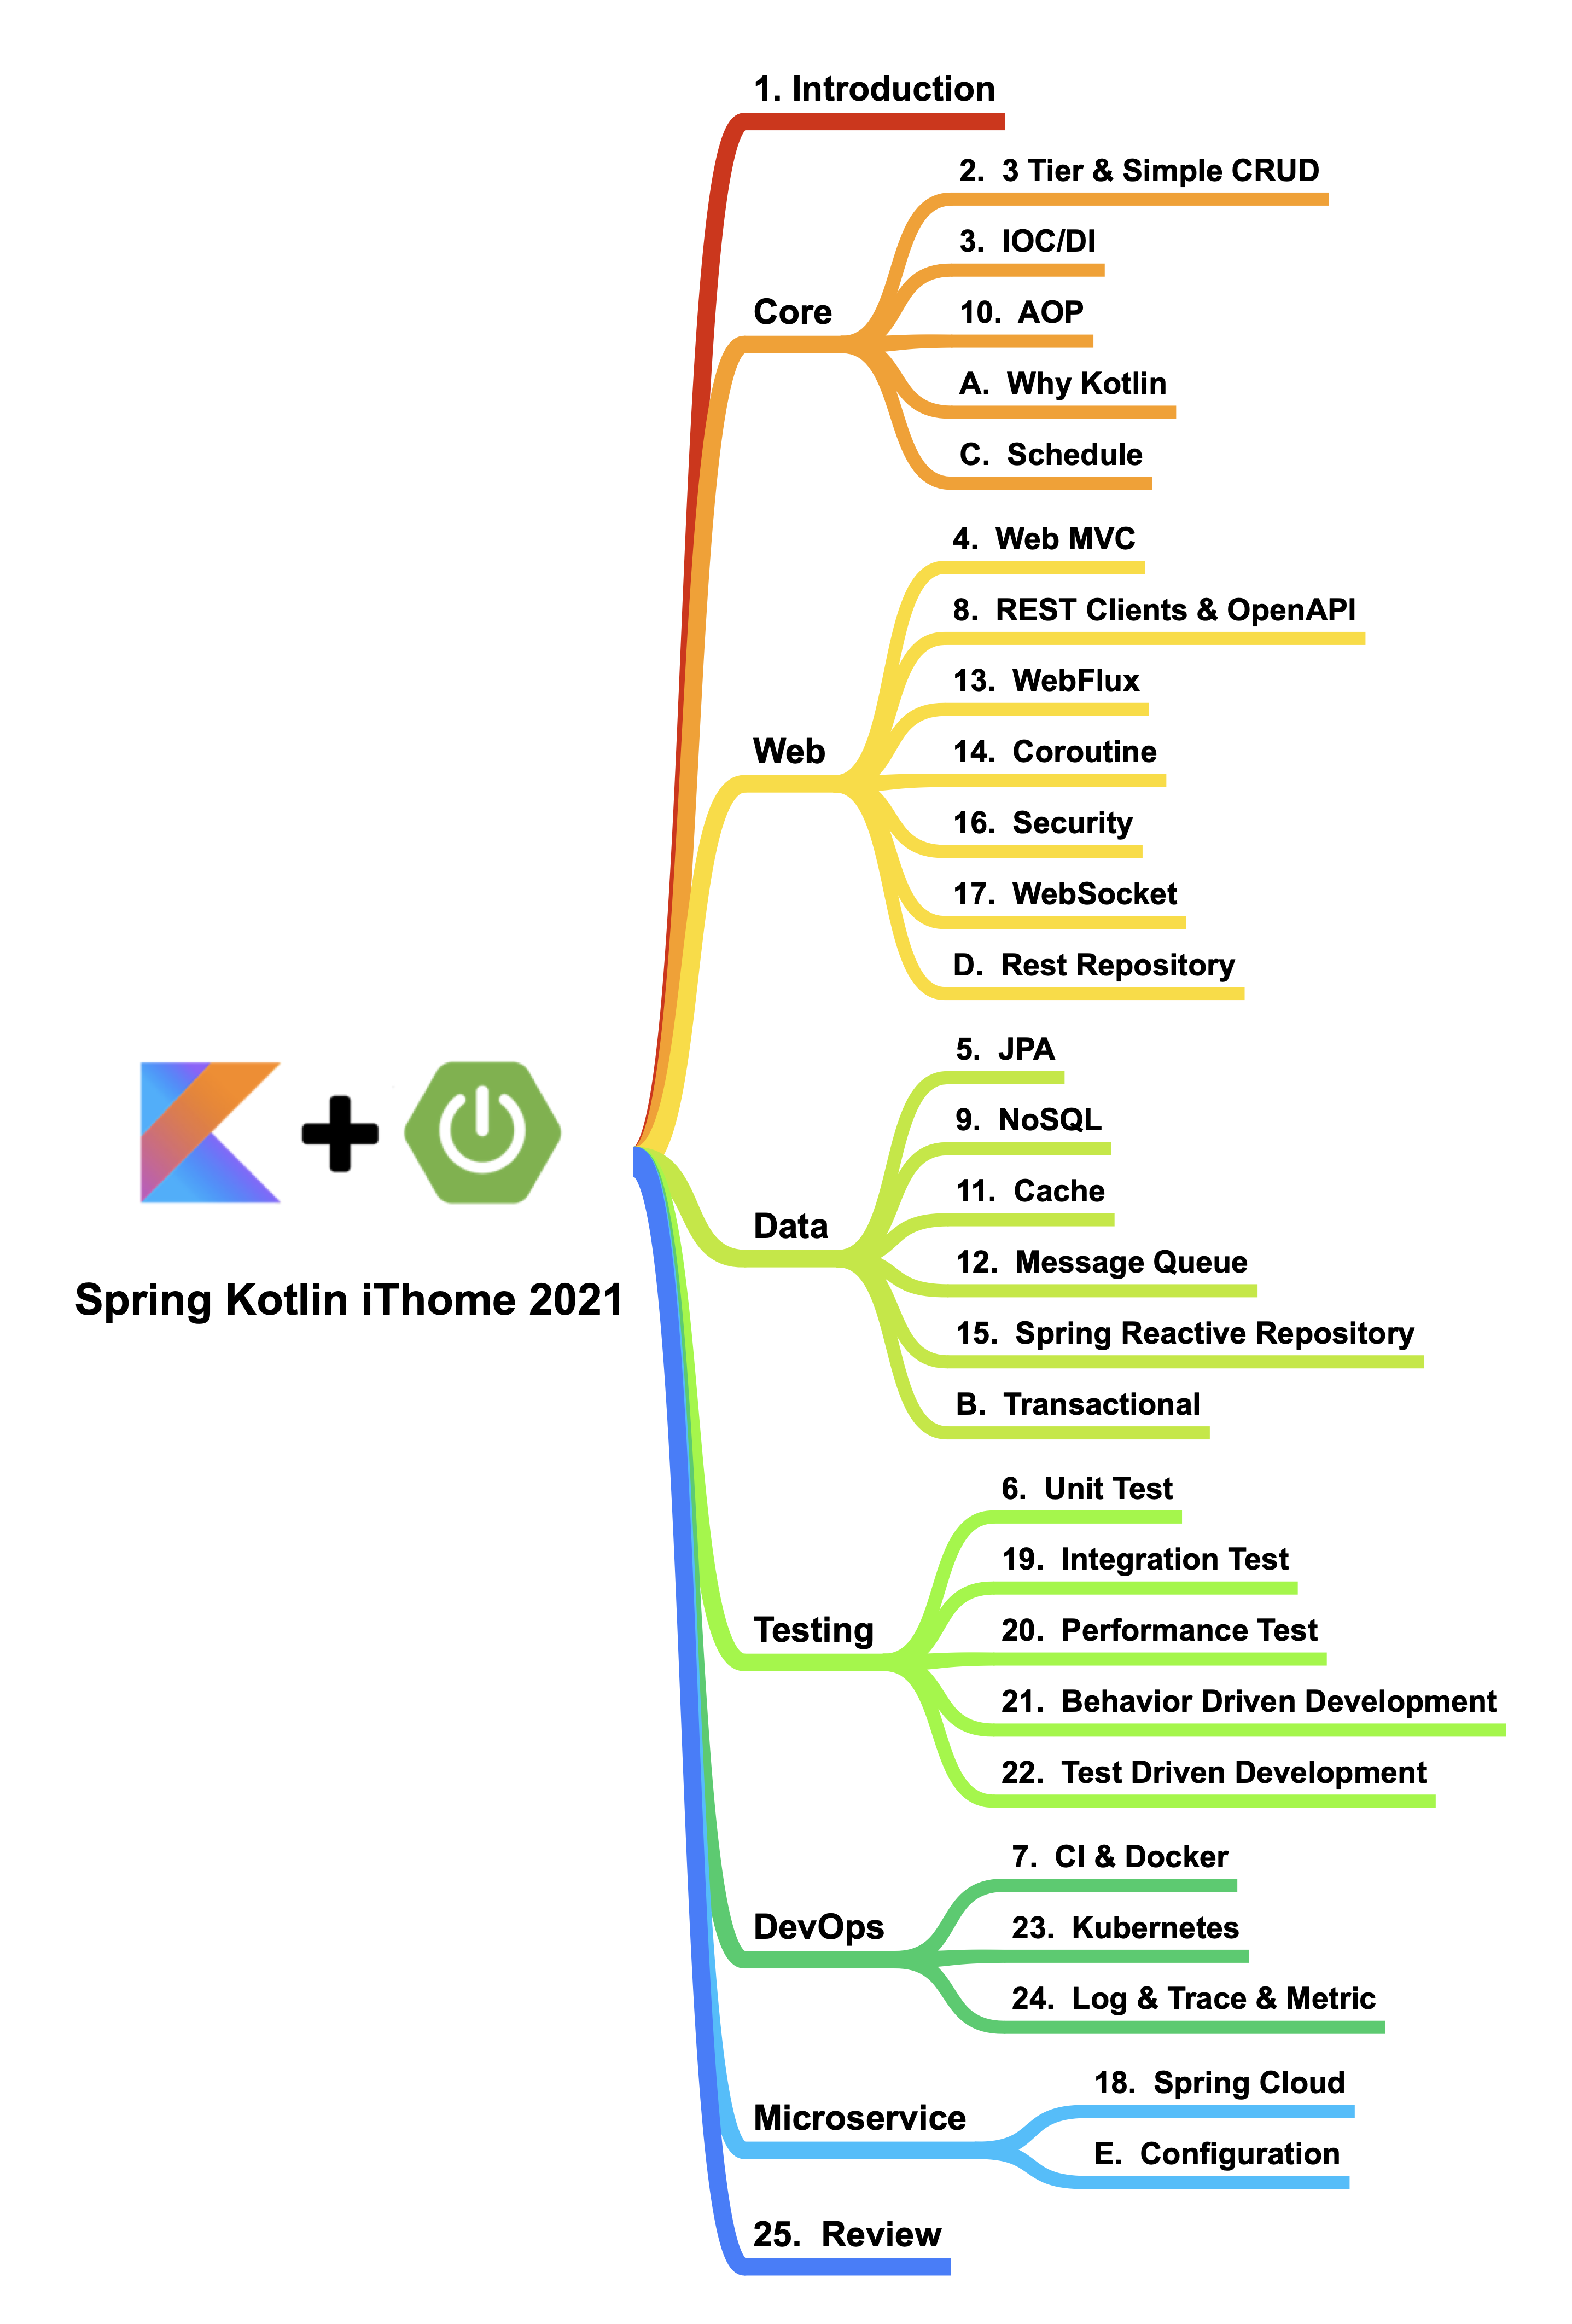 1. Introduction
Core
2. 3 Tier & Simple CRUD
3. IOC/DI
10. AOP
A. Why Kotlin
C. Schedule
Web
4. Web MVC
8. REST Clients & OpenAPI
13. WebFlux
14. Coroutine
16. Security
17. WebSocket
D. Rest Repository
Spring Kotlin iThome 2021
Data
5. JPA
9. NoSQL
11. Cache
12. Message Queue
15. Spring Reactive Repository
B. Transactional
Testing
6. Unit Test
19. Integration Test
20. Performance Test
21. Behavior Driven Development
22. Test Driven Development
DevOps
7. CI & Docker
23. Kubernetes
24. Log & Trace & Metric
Microservice
18. Spring Cloud
E. Configuration
25. Review